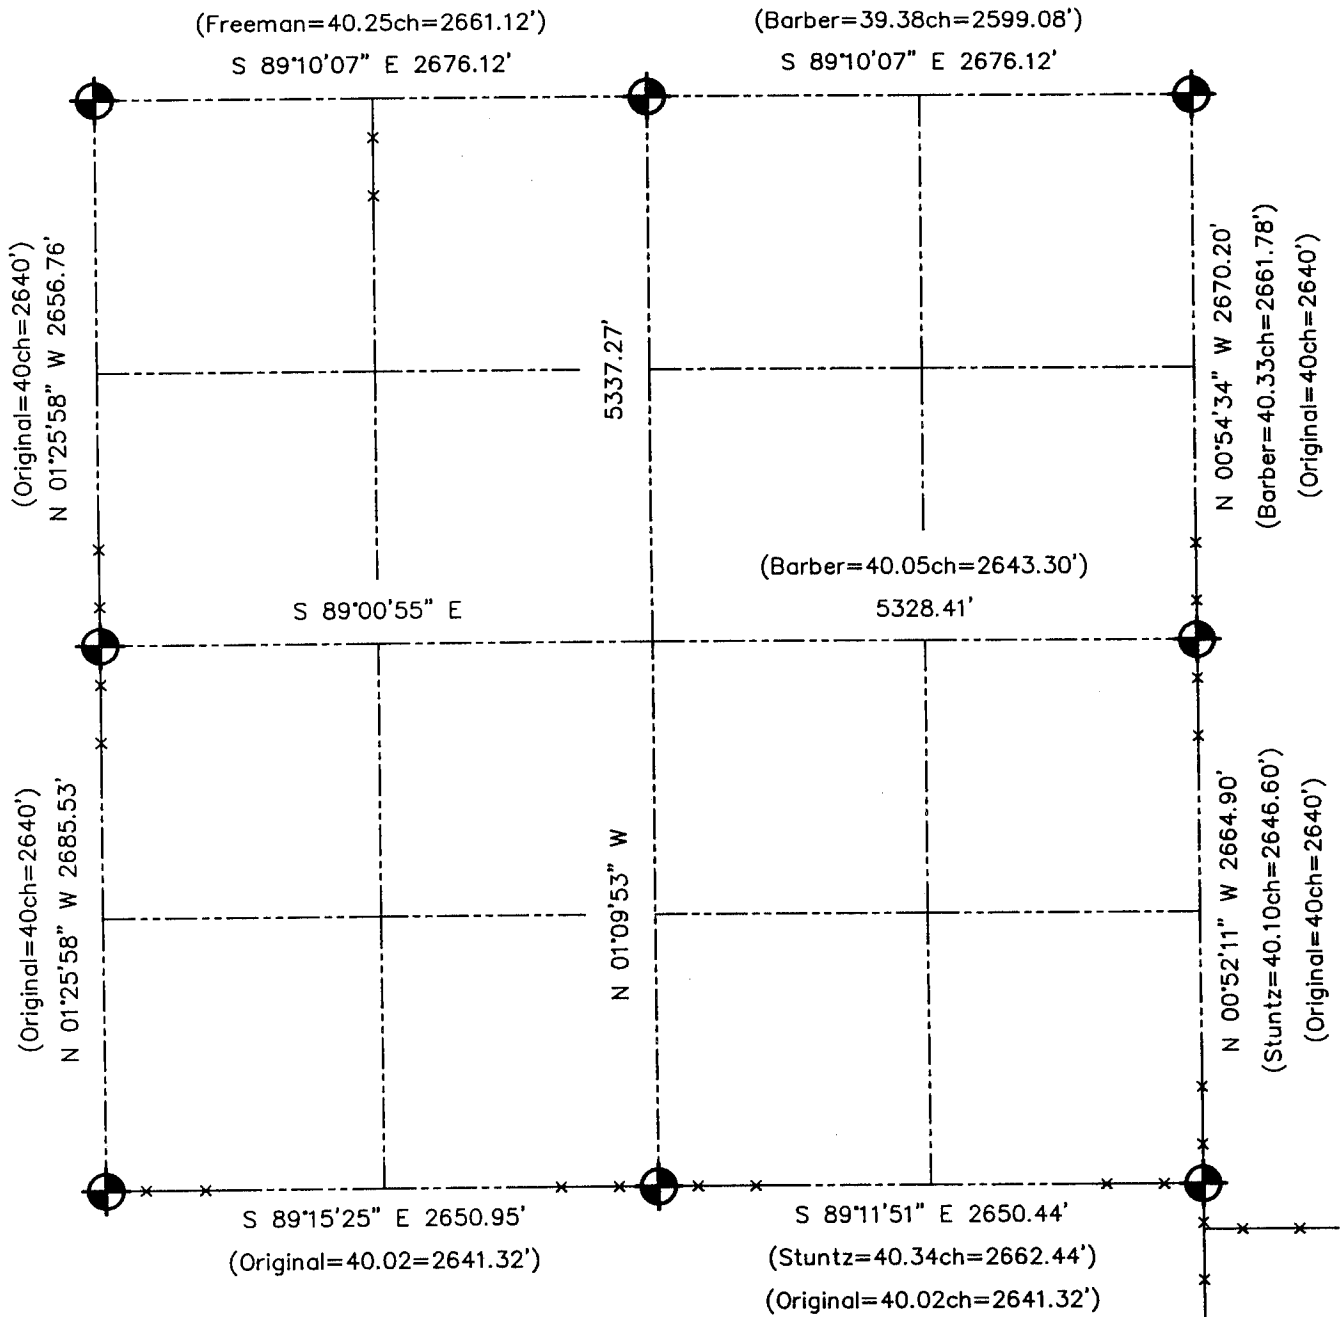 (Freeman=40.25ch=2661.12')
S 89°10'07" E 2676.12'
(Barber=39.38ch=2599.08')
S 89°10'07" E 2676.12'
(Original=40ch=2640')
N 01°25'58" W 2656.76'
5337.27'
N 00°54'34" W 2670.20'
(Barber=40.33ch=2661.78')
(Original=40ch=2640')
S 89°00'55" E
(Barber=40.05ch=2643.30')
5328.41'
(Original=40ch=2640')
N 01°25'58" W 2685.53'
N 01°09'53" W
N 00°52'11" W 2664.90'
(Stuntz=40.10ch=2646.60')
(Original=40ch=2640')
S 89°15'25" E 2650.95'
(Original=40.02=2641.32')
S 89°11'51" E 2650.44'
(Stuntz=40.34ch=2662.44')
(Original=40.02ch=2641.32')